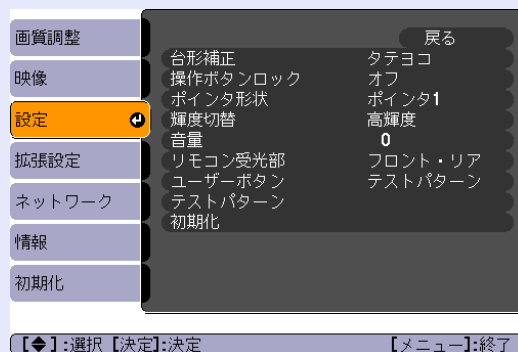 画質調整
映像
設定
拡張設定
ネットワーク
情報
初期化
戻る
台形補正 タテヨコ
操作ボタンロック オフ
ポインタ形状 ポインタ1
輝度切替 高輝度
音量 0
リモコン受光部 フロント・リア
ユーザーボタン テストパターン
テストパターン
初期化
[◆]:選択 [決定]:決定 [メニュー]:終了